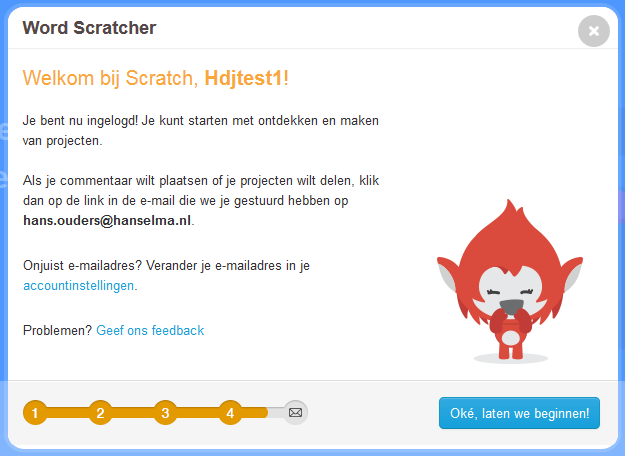 Word Scratcher
Welkom bij Scratch, Hdjtest1!
Je bent nu ingelogd! Je kunt starten met ontdekken en maken
van projecten.
Als je commentaar wilt plaatsen of je projecten wilt delen, klik
dan op de link in de e-mail die we je gestuurd hebben op
hans.ouders@hanselma.nl.
Onjuist e-mailadres? Verander je e-mailadres in je
accountinstellingen.
Problemen? Geef ons feedback
1 2 3 4
Oké, laten we beginnen!